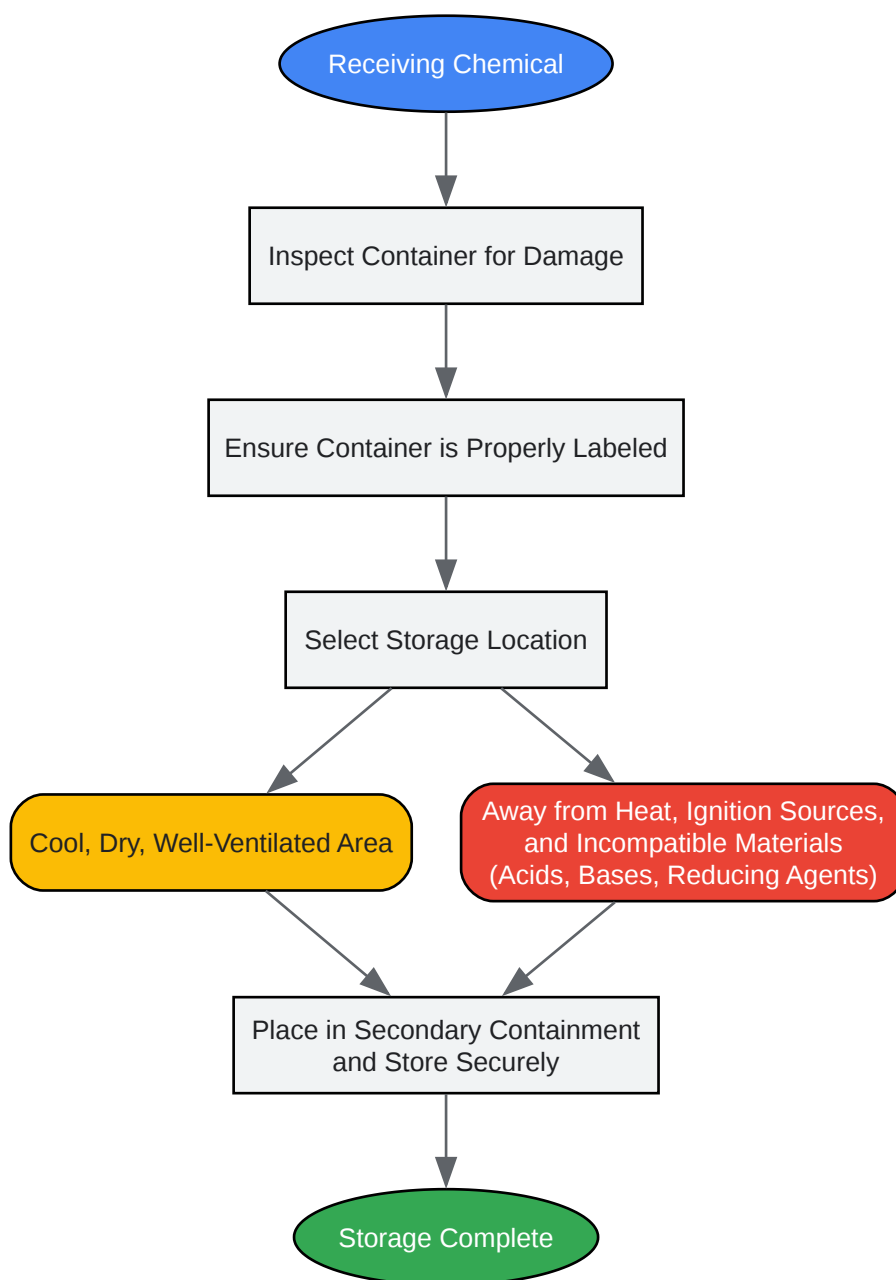 Receiving Chemical
Inspect Container for Damage
Ensure Container is Properly Labeled
Select Storage Location
Cool, Dry, Well-Ventilated Area
Away from Heat, Ignition Sources,
and Incompatible Materials
(Acids, Bases, Reducing Agents)
Place in Secondary Containment
and Store Securely
Storage Complete